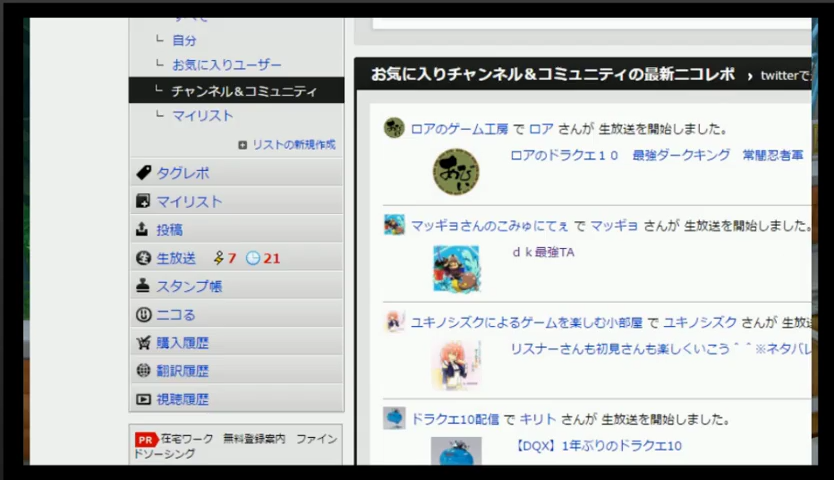 すべて
自分
お気に入りユーザー
チャンネル＆コミュニティ
マイリスト
リストの新規作成
タグレポ
マイリスト
投稿
生放送 7 21
スタンプ帳
ニコる
購入履歴
翻訳履歴
視聴履歴
PR 在宅ワーク 無料登録案内 ファイン
ドソーシング
お気に入りチャンネル＆コミュニティの最新ニコレポ › twitterで
ロアのゲーム工房 で ロア さんが 生放送を開始しました。
ロアのドラクエ１０ 最強ダークキング 常闇忍者軍
あびい
マッギョさんのこみゅにてぇ で マッギョ さんが 生放送を開始しました。
ｄｋ最強TA
ユキノシズクによるゲームを楽しむ小部屋 で ユキノシズク さんが 生放
リスナーさんも初見さんも楽しくいこう＾＾※ネタバレ
ドラクエ10配信 で キリト さんが 生放送を開始しました。
【DQX】1年ぶりのドラクエ10